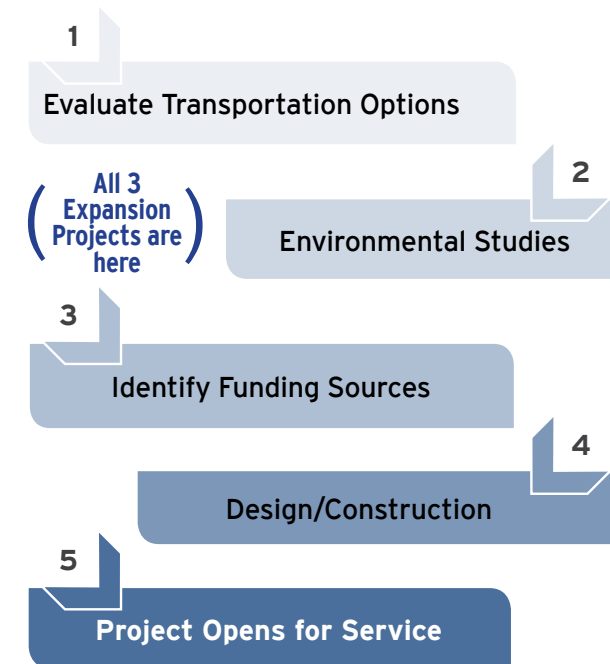 1
Evaluate Transportation Options
2
All 3
Expansion
Projects are
here
Environmental Studies
3
Identify Funding Sources
4
Design/Construction
5
Project Opens for Service